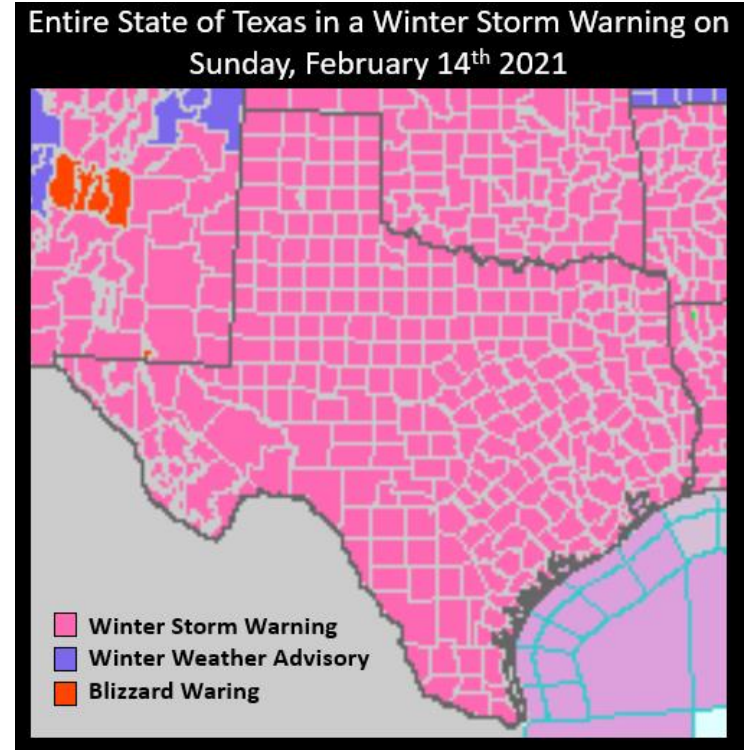 Entire State of Texas in a Winter Storm Warning on
Sunday, February 14th 2021
Winter Storm Warning
Winter Weather Advisory
Blizzard Waring